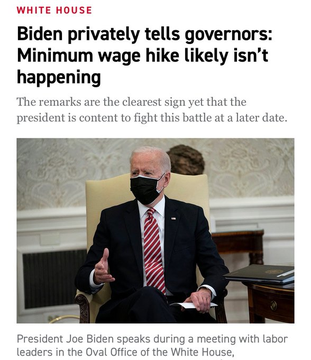 WHITE HOUSE
Biden privately tells governors:
Minimum wage hike likely isn't
happening
The remarks are the clearest sign yet that the
president is content to fight this battle at a later date.
President Joe Biden speaks during a meeting with labor
leaders in the Oval Office of the White House,